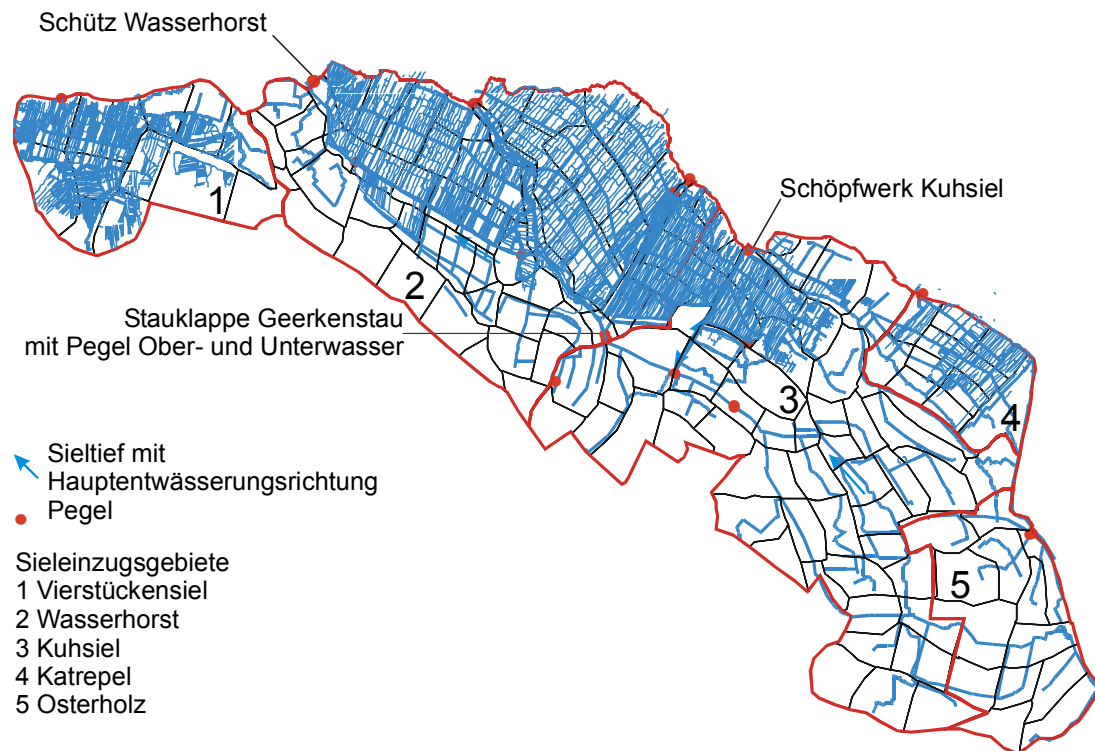 Schütz Wasserhorst
1
Schöpfwerk Kuhsiel
2
Stauklappe Geerkenstau
mit Pegel Ober- und Unterwasser
3
4
Sieltief mit
Hauptentwässerungsrichtung
Pegel
Sieleinzugsgebiete
1 Vierstückensiel
2 Wasserhorst
3 Kuhsiel
4 Katrepel
5 Osterholz
5